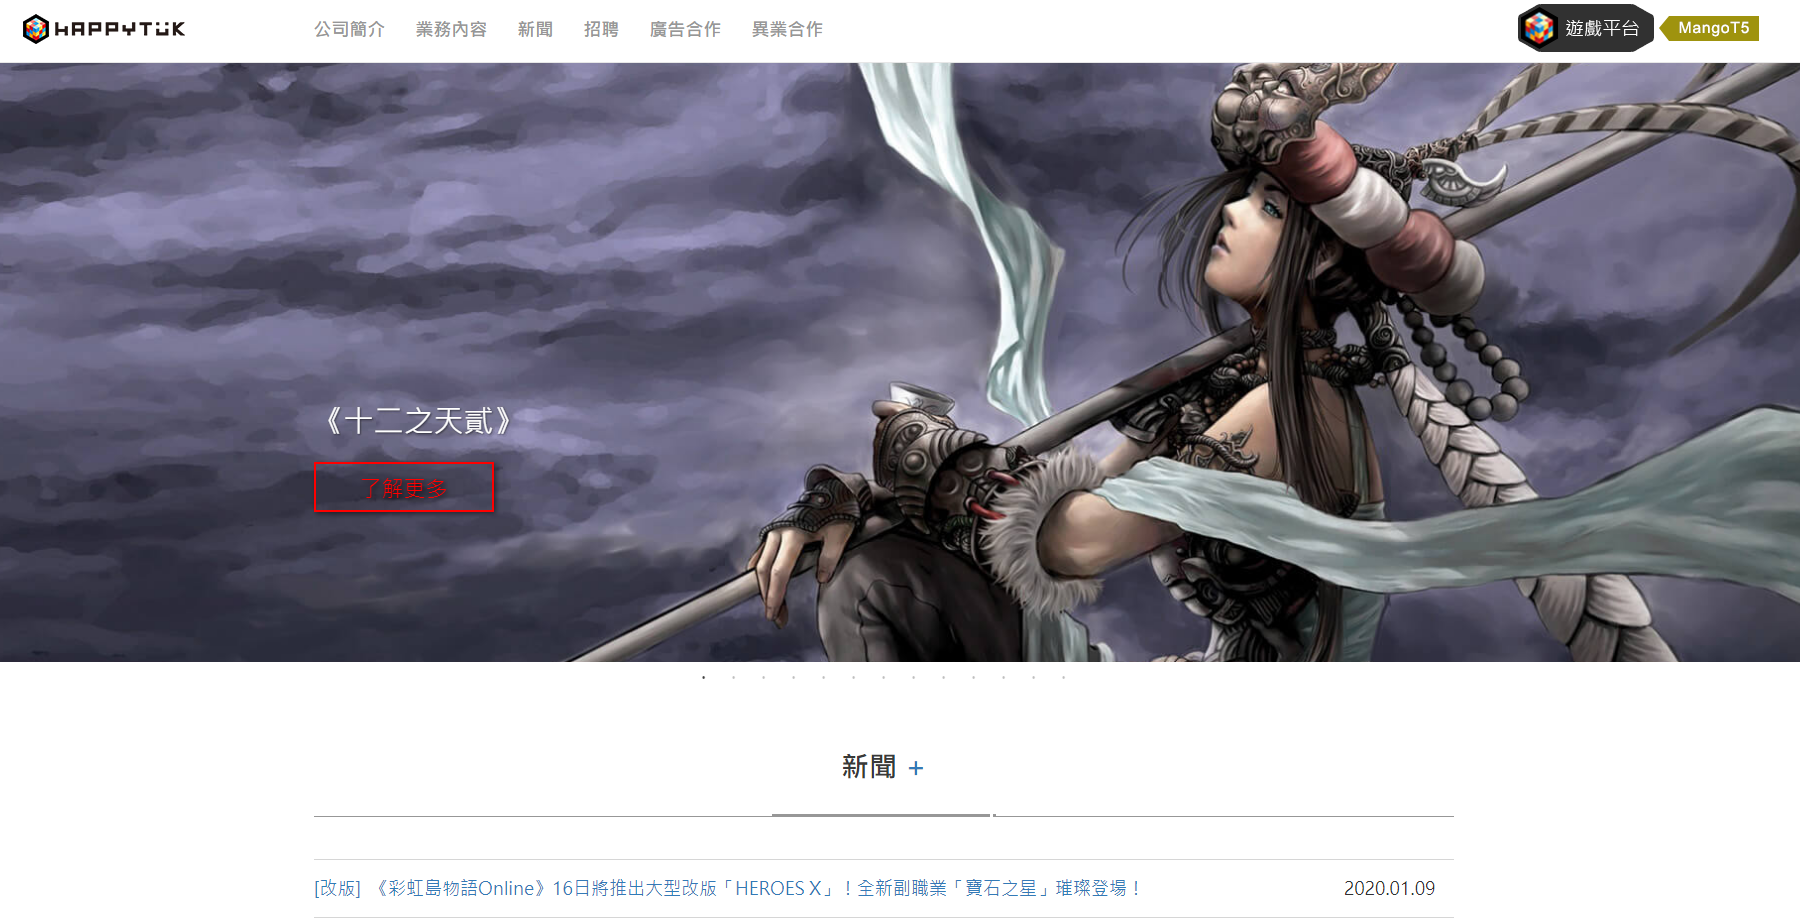 HAPPYTUK
公司簡介 業務內容 新聞 招聘 廣告合作 異業合作
遊戲平台 MangoT5
《十二之天貳》
了解更多
新聞 +
[改版] 《彩虹島物語Online》16日將推出大型改版「HEROES X」！全新副職業「寶石之星」璀璨登場！ 2020.01.09